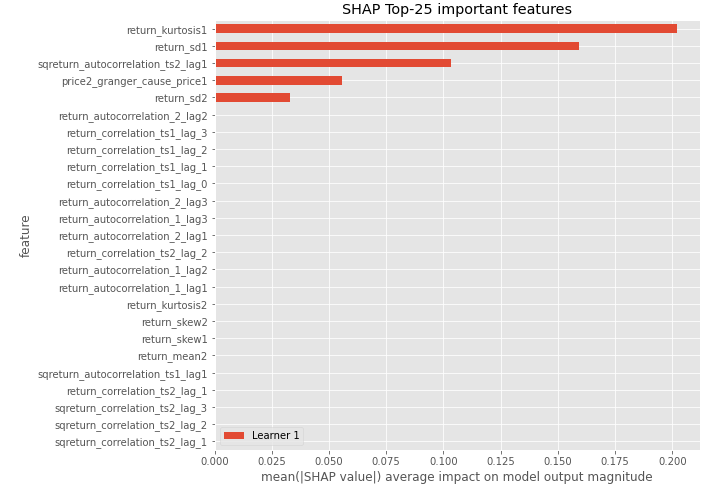 SHAP Top-25 important features
return_kurtosis1
return_sd1
sqreturn_autocorrelation_ts2_lag1
price2_granger_cause_price1
return_sd2
return_autocorrelation_2_lag2
return_correlation_ts1_lag_3
return_correlation_ts1_lag_2
return_correlation_ts1_lag_1
return_correlation_ts1_lag_0
return_autocorrelation_2_lag3
return_autocorrelation_1_lag3
return_autocorrelation_2_lag1
return_correlation_ts2_lag_2
return_autocorrelation_1_lag2
return_autocorrelation_1_lag1
return_kurtosis2
return_skew2
return_skew1
return_mean2
sqreturn_autocorrelation_ts1_lag1
return_correlation_ts2_lag_1
sqreturn_correlation_ts2_lag_3
sqreturn_correlation_ts2_lag_2
sqreturn_correlation_ts2_lag_1
feature
Learner 1
0.000 0.025 0.050 0.075 0.100 0.125 0.150 0.175 0.200
mean(|SHAP value|) average impact on model output magnitude